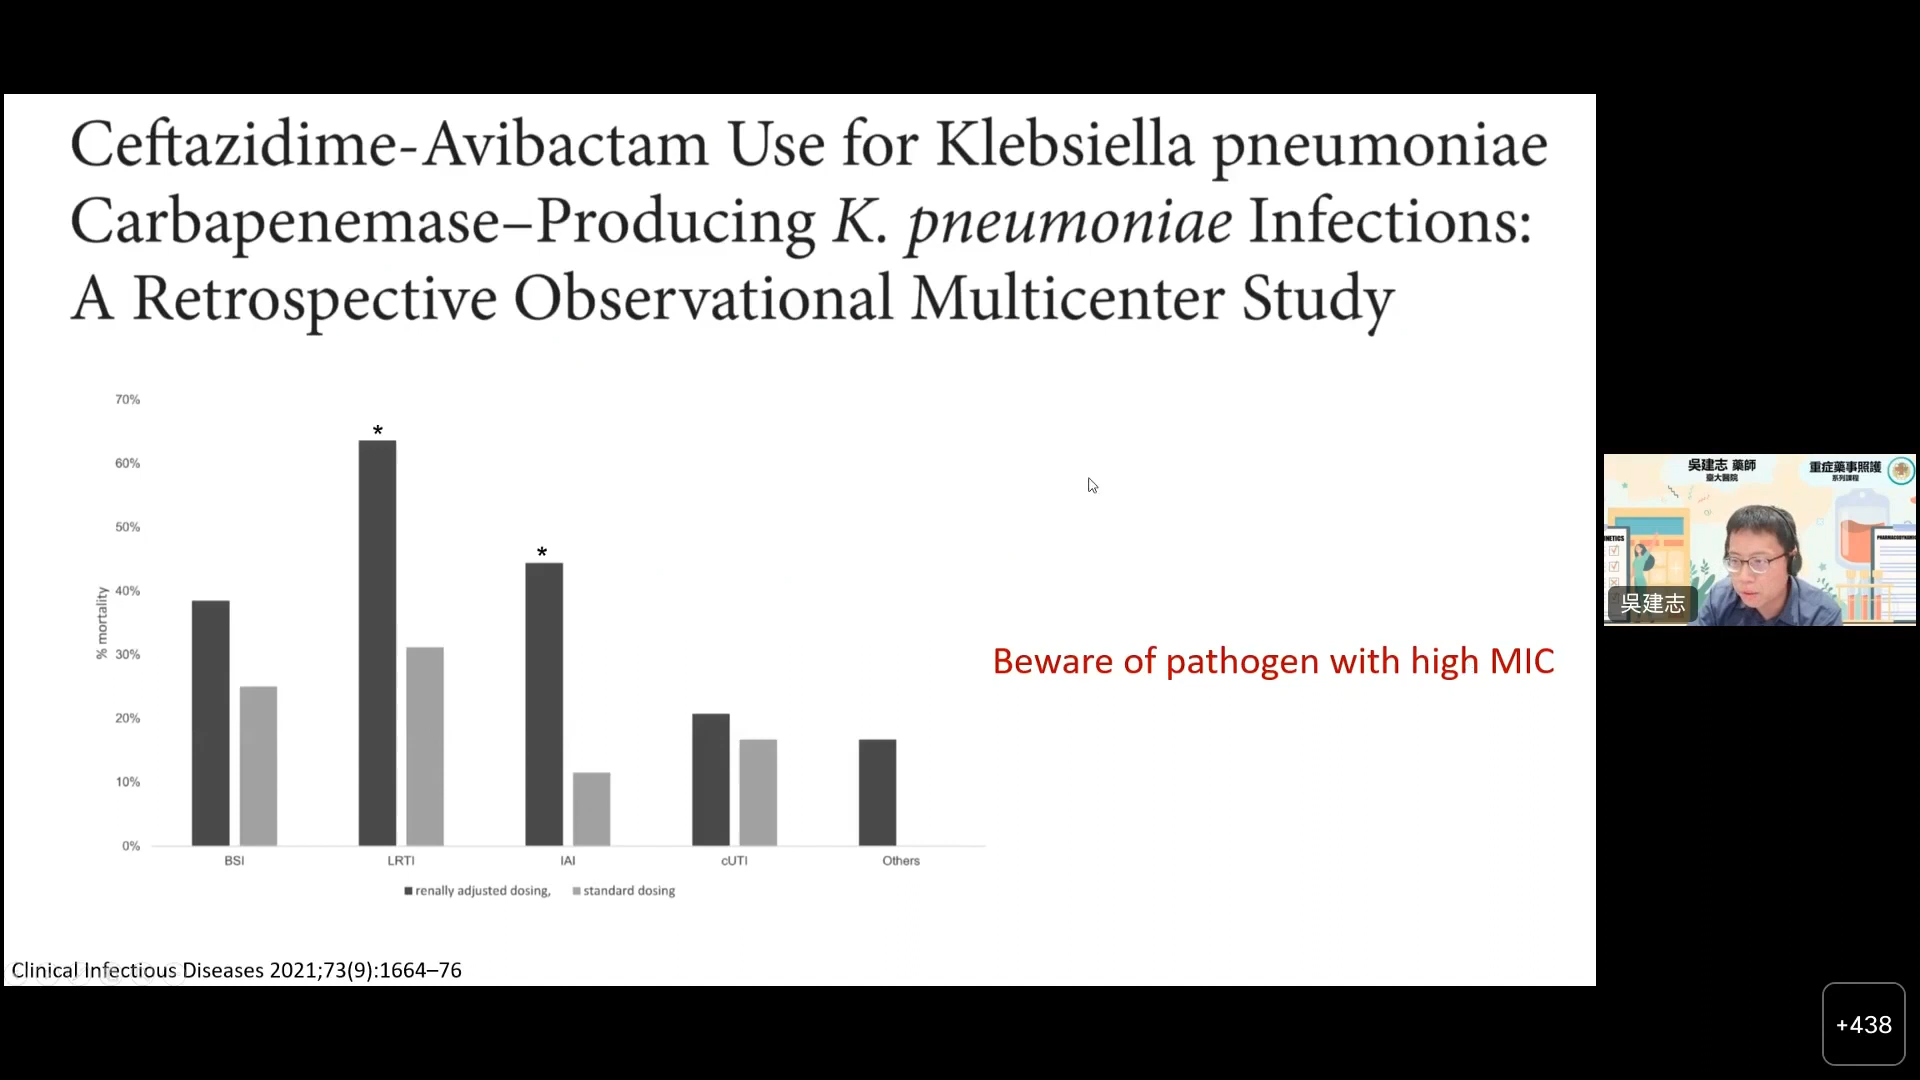 Ceftazidime-Avibactam Use for Klebsiella pneumoniae
Carbapenemase–Producing K. pneumoniae Infections:
A Retrospective Observational Multicenter Study
70%
60%
50%
40%
30%
20%
10%
0%
% mortality
*
*
BSI
LRTI
IAI
cUTI
Others
renally adjusted dosing,
standard dosing
Beware of pathogen with high MIC
Clinical Infectious Diseases 2021;73(9):1664–76
吳建志 藥師
臺大醫院
重症藥事照護
系列課程
吳建志
+438